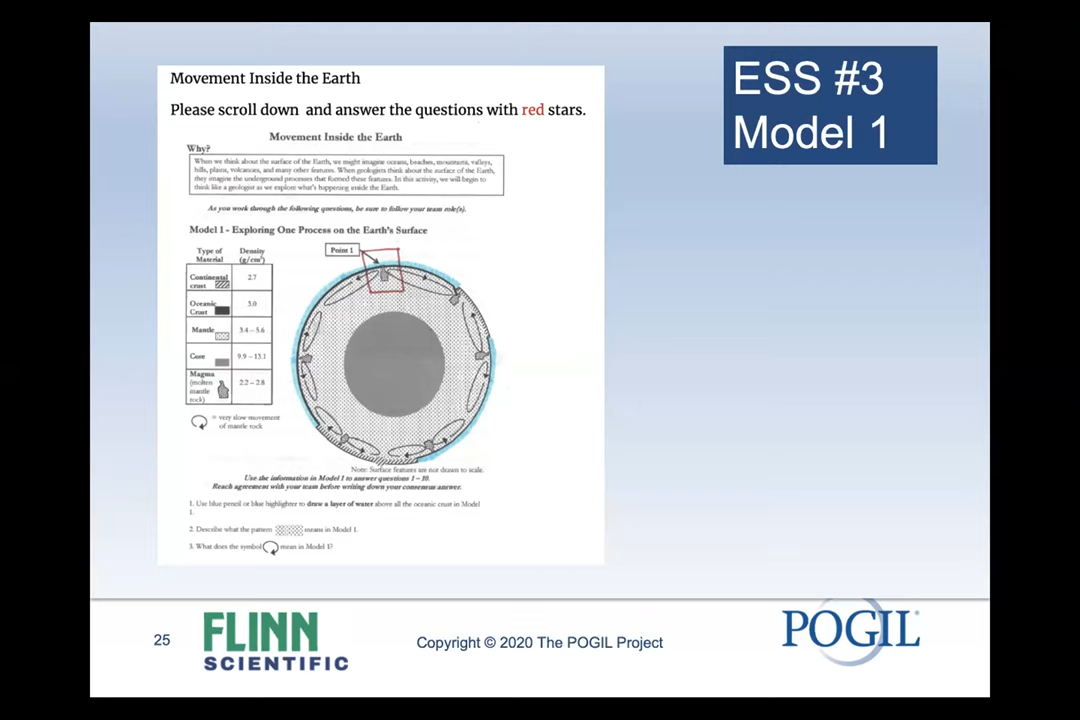 ESS #3
Model 1
Movement Inside the Earth
Please scroll down and answer the questions with red stars.
Movement Inside the Earth
Why?
When we think about the surface of the Earth, we might imagine oceans, beaches, mountains, valleys,
hills, plains, volcanoes, and many other features. When geologists think about the surface of the Earth,
they imagine the underground processes that formed these features. In this activity, we will begin to
think like a geologist as we explore what's happening inside the Earth.
As you work through the following questions, be sure to follow your team role(s).
Model 1 - Exploring One Process on the Earth's Surface
Type of Material
Density (g/cm³)
Continental crust
2.7
Oceanic Crust
3.0
Mantle
3.4 – 5.6
Core
9.9 – 13.1
Magma (molten mantle rock)
2.2 – 2.8
= very slow movement
of mantle rock
Point 1
Note: Surface features are not drawn to scale.
Use the information in Model 1 to answer questions 1 – 10.
Reach agreement with your team before writing down your consensus answer.
1. Use blue pencil or blue highlighter to draw a layer of water above all the oceanic crust in Model
1.
2. Describe what the pattern means in Model 1.
3. What does the symbol mean in Model 1?
25
FLINN
SCIENTIFIC
Copyright © 2020 The POGIL Project
POGIL®